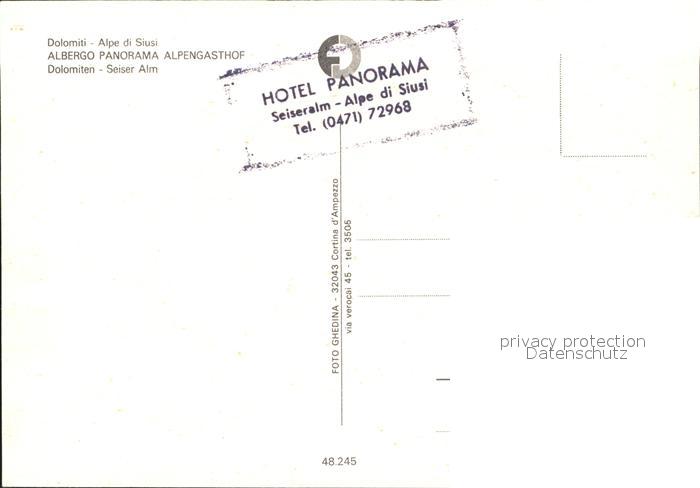 Dolomiti - Alpe di Siusi
ALBERGO PANORAMA ALPENGASTHOF
Dolomiten - Seiser Alm
HOTEL PANORAMA
Seiseralm - Alpe di Siusi
Tel. (0471) 72968
FOTO GHEDINA - 32043 Cortina d'Ampezzo
via verocai 45 - tel. 3505
privacy protection
Datenschutz
48.245